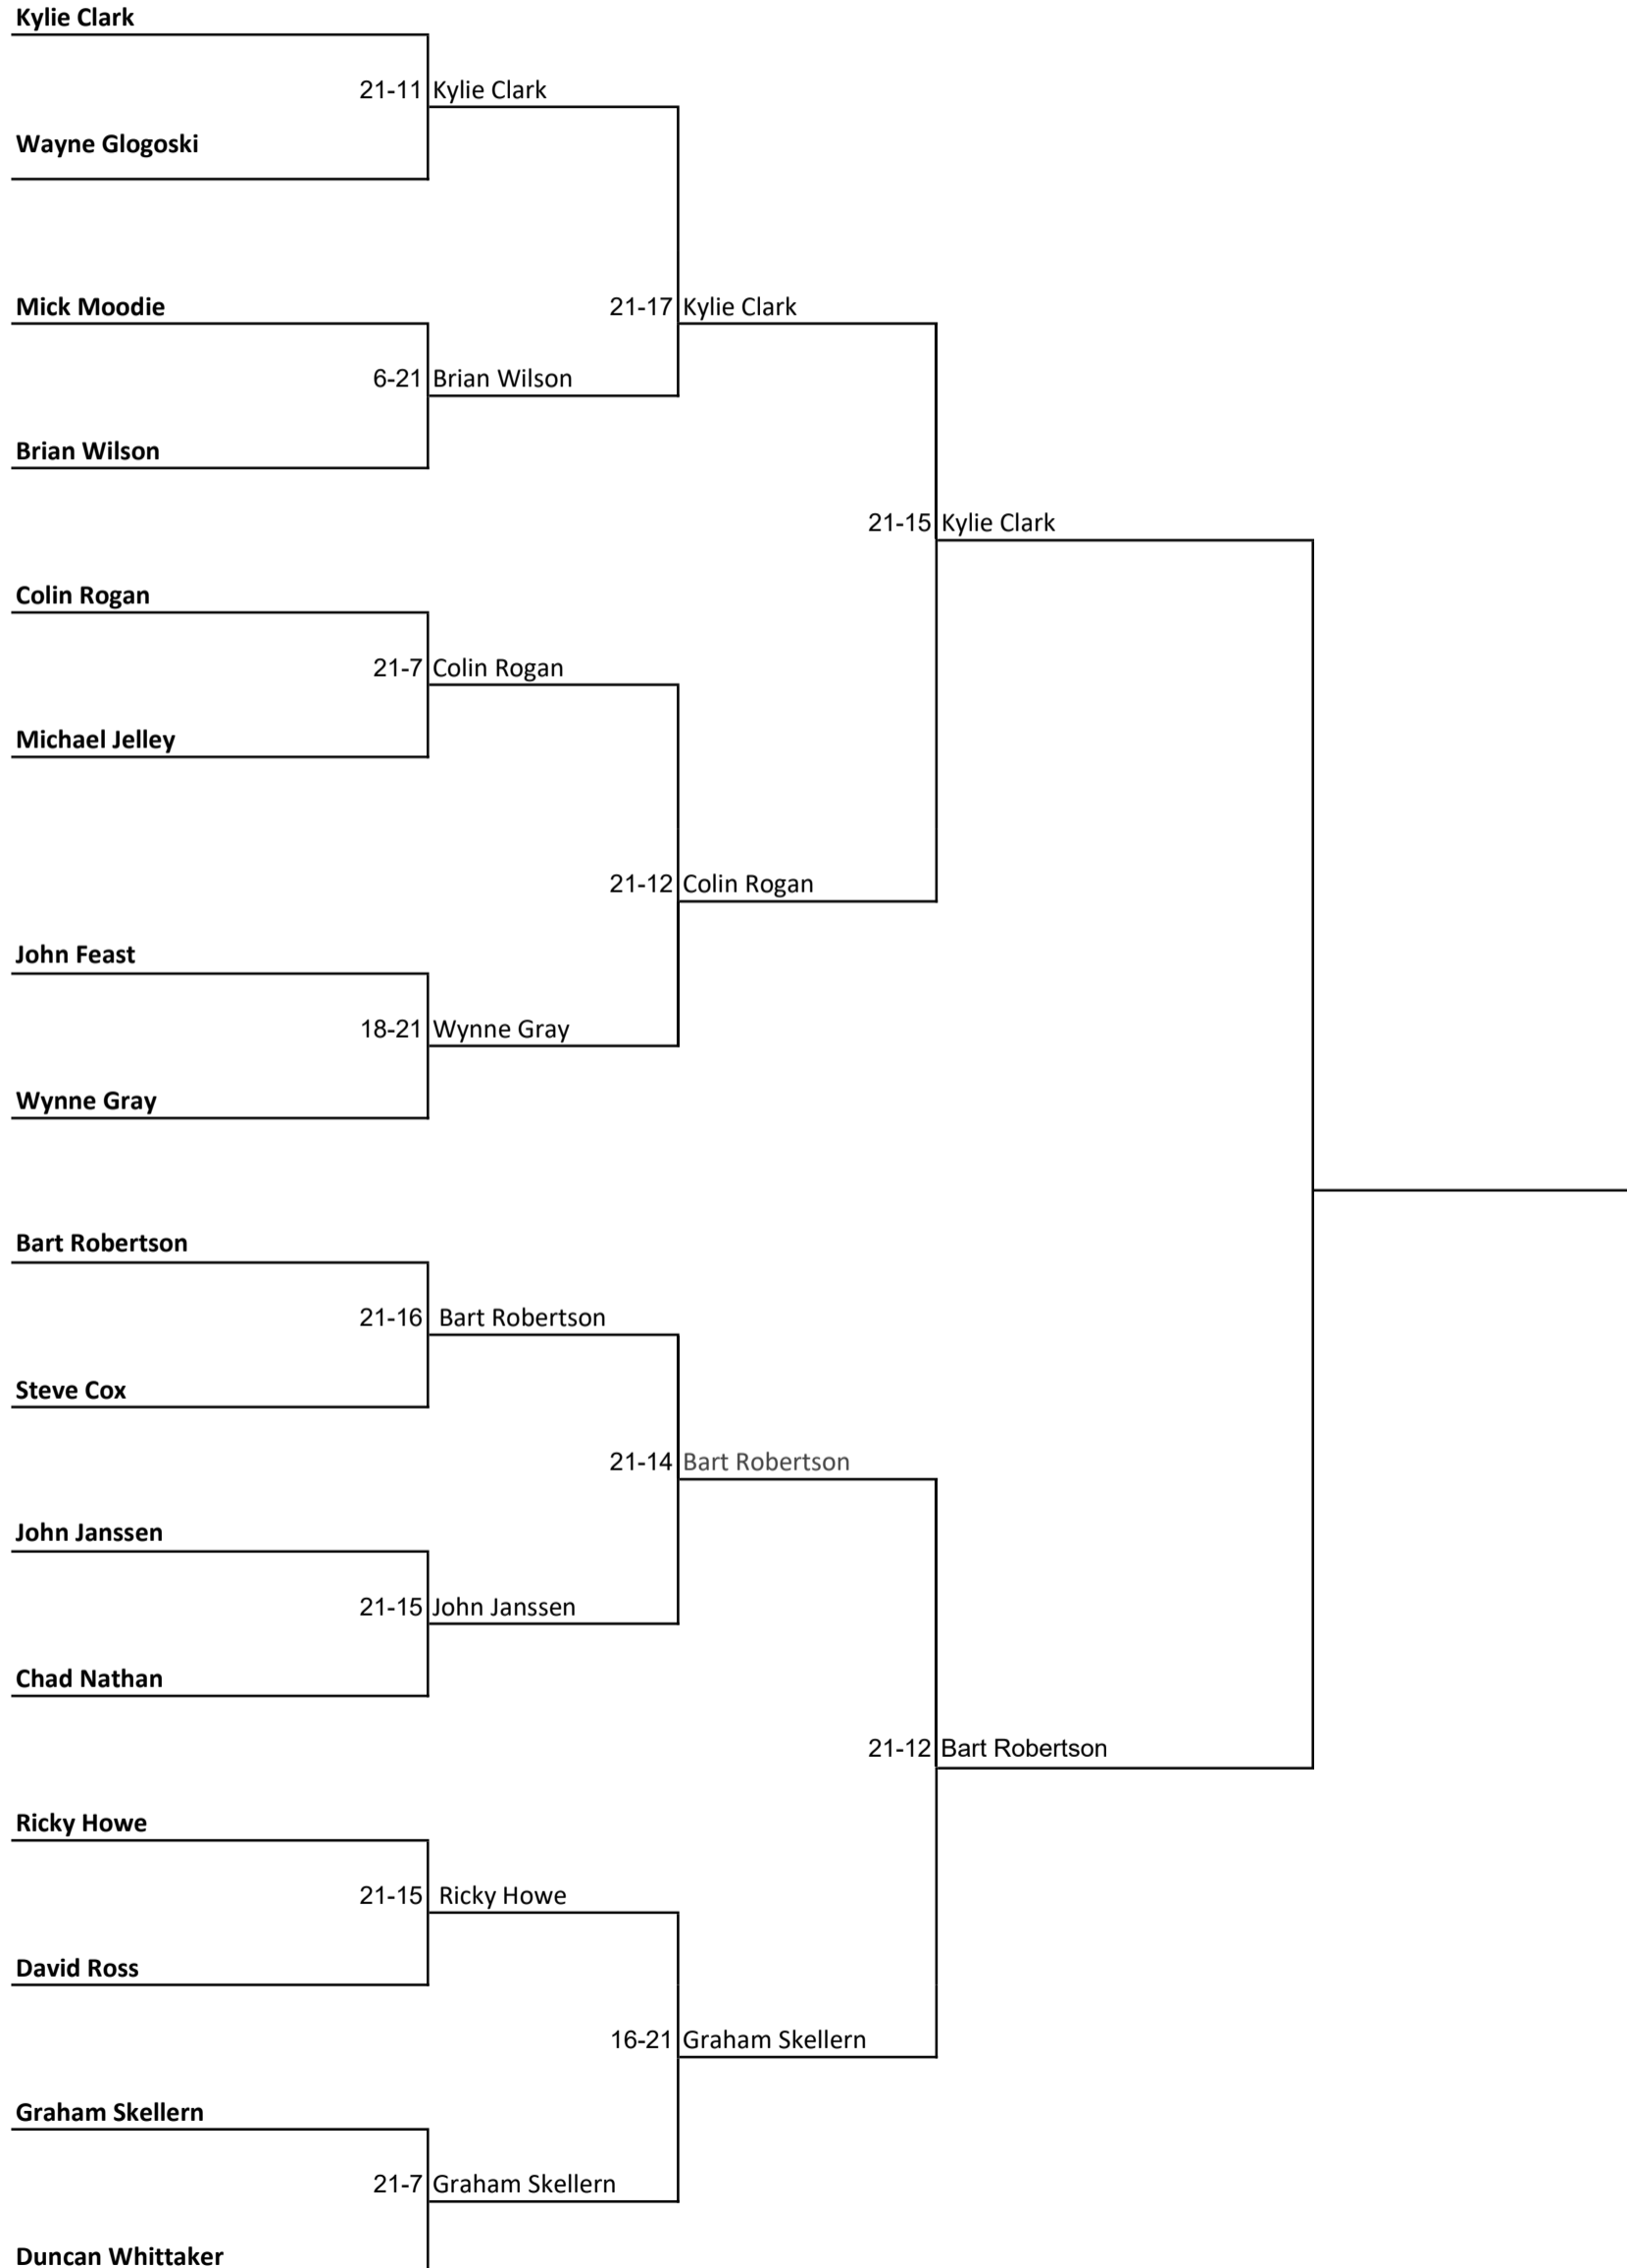 Kylie Clark
21-11 Kylie Clark
Wayne Glogoski
Mick Moodie
21-17 Kylie Clark
6-21 Brian Wilson
Brian Wilson
21-15 Kylie Clark
Colin Rogan
21-7 Colin Rogan
Michael Jelley
21-12 Colin Rogan
John Feast
18-21 Wynne Gray
Wynne Gray
Bart Robertson
21-16 Bart Robertson
Steve Cox
21-14 Bart Robertson
John Janssen
21-15 John Janssen
Chad Nathan
21-12 Bart Robertson
Ricky Howe
21-15 Ricky Howe
David Ross
16-21 Graham Skellern
Graham Skellern
21-7 Graham Skellern
Duncan Whittaker